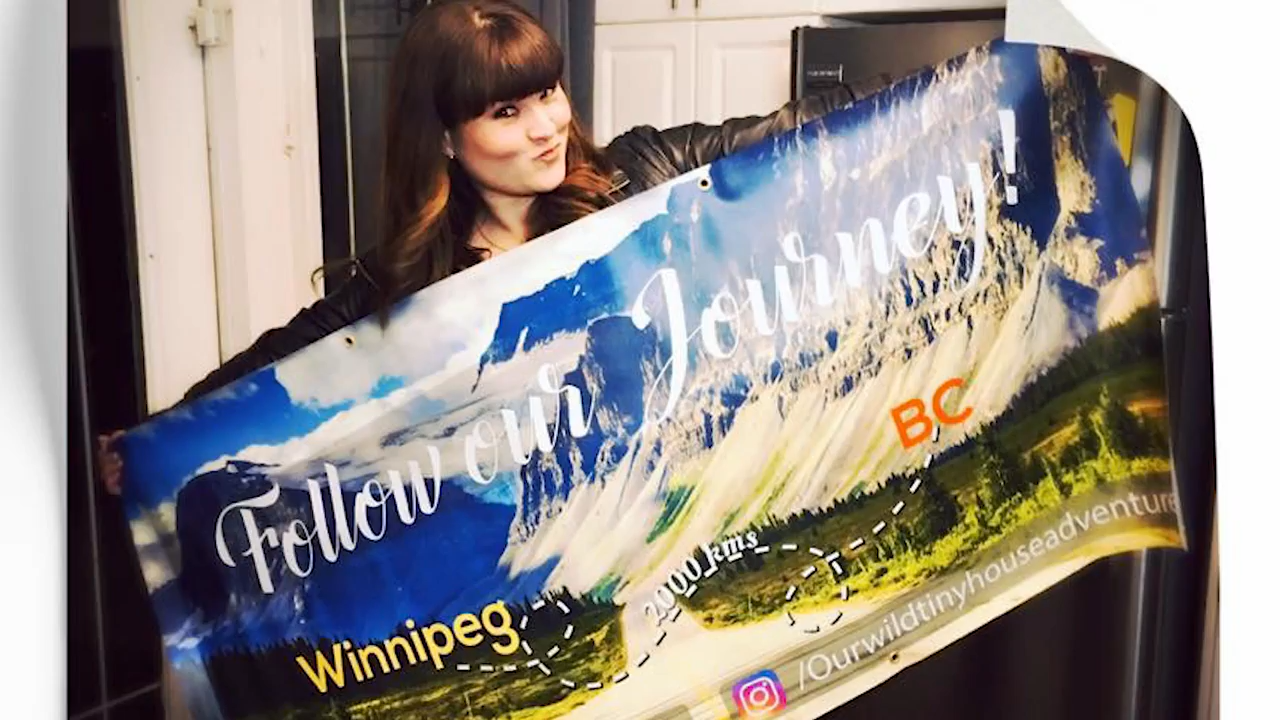 Follow our Journey!
BC
2000 kms
Winnipeg
/Ourwildtinyhouseadventure